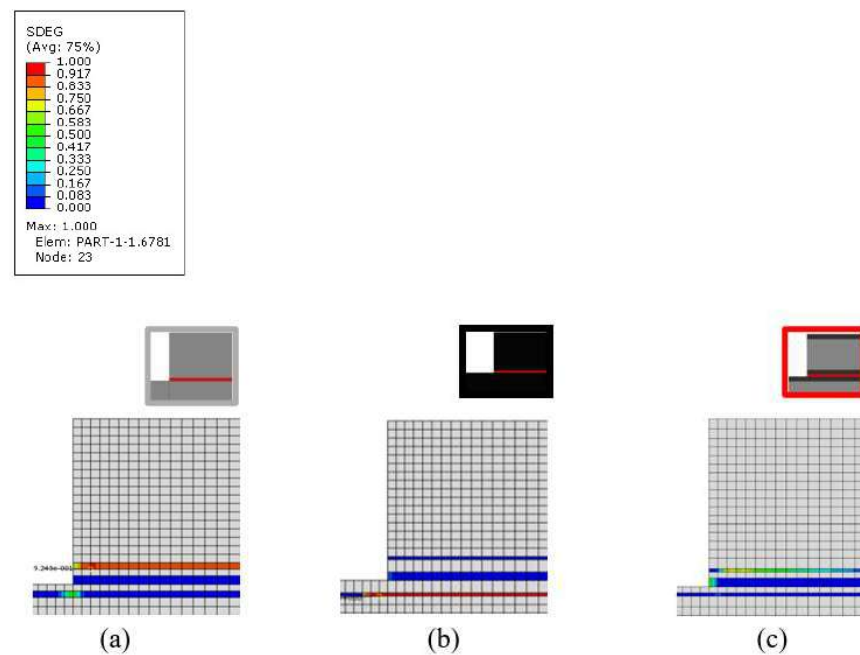 SDEG
(Avg: 75%)
1.000
0.917
0.833
0.750
0.667
0.583
0.500
0.417
0.333
0.250
0.167
0.083
0.000
Max: 1.000
Elem: PART-1-1.6781
Node: 23
(a)
(b)
(c)